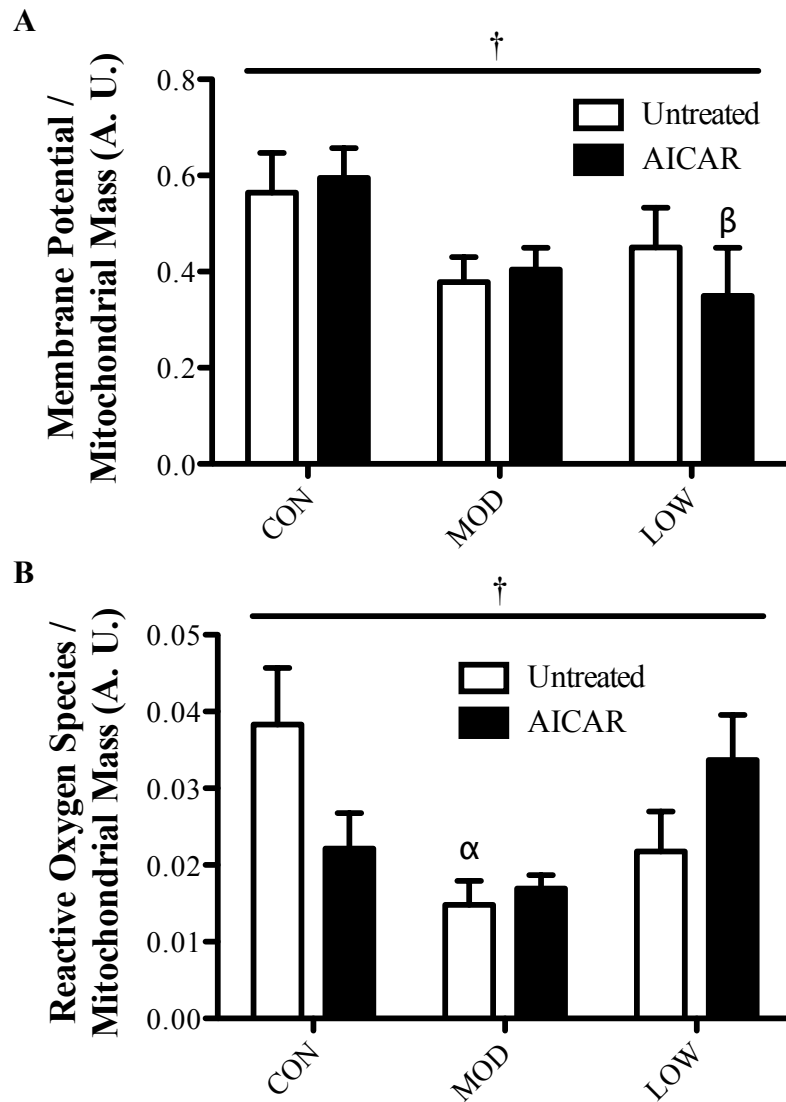 A
†
Membrane Potential /
Mitochondrial Mass (A. U.)
0.8
0.6
0.4
0.2
0.0
Untreated
AICAR
β
CON
MOD
LOW
B
†
Reactive Oxygen Species /
Mitochondrial Mass (A. U.)
0.05
0.04
0.03
0.02
0.01
0.00
Untreated
AICAR
α
CON
MOD
LOW